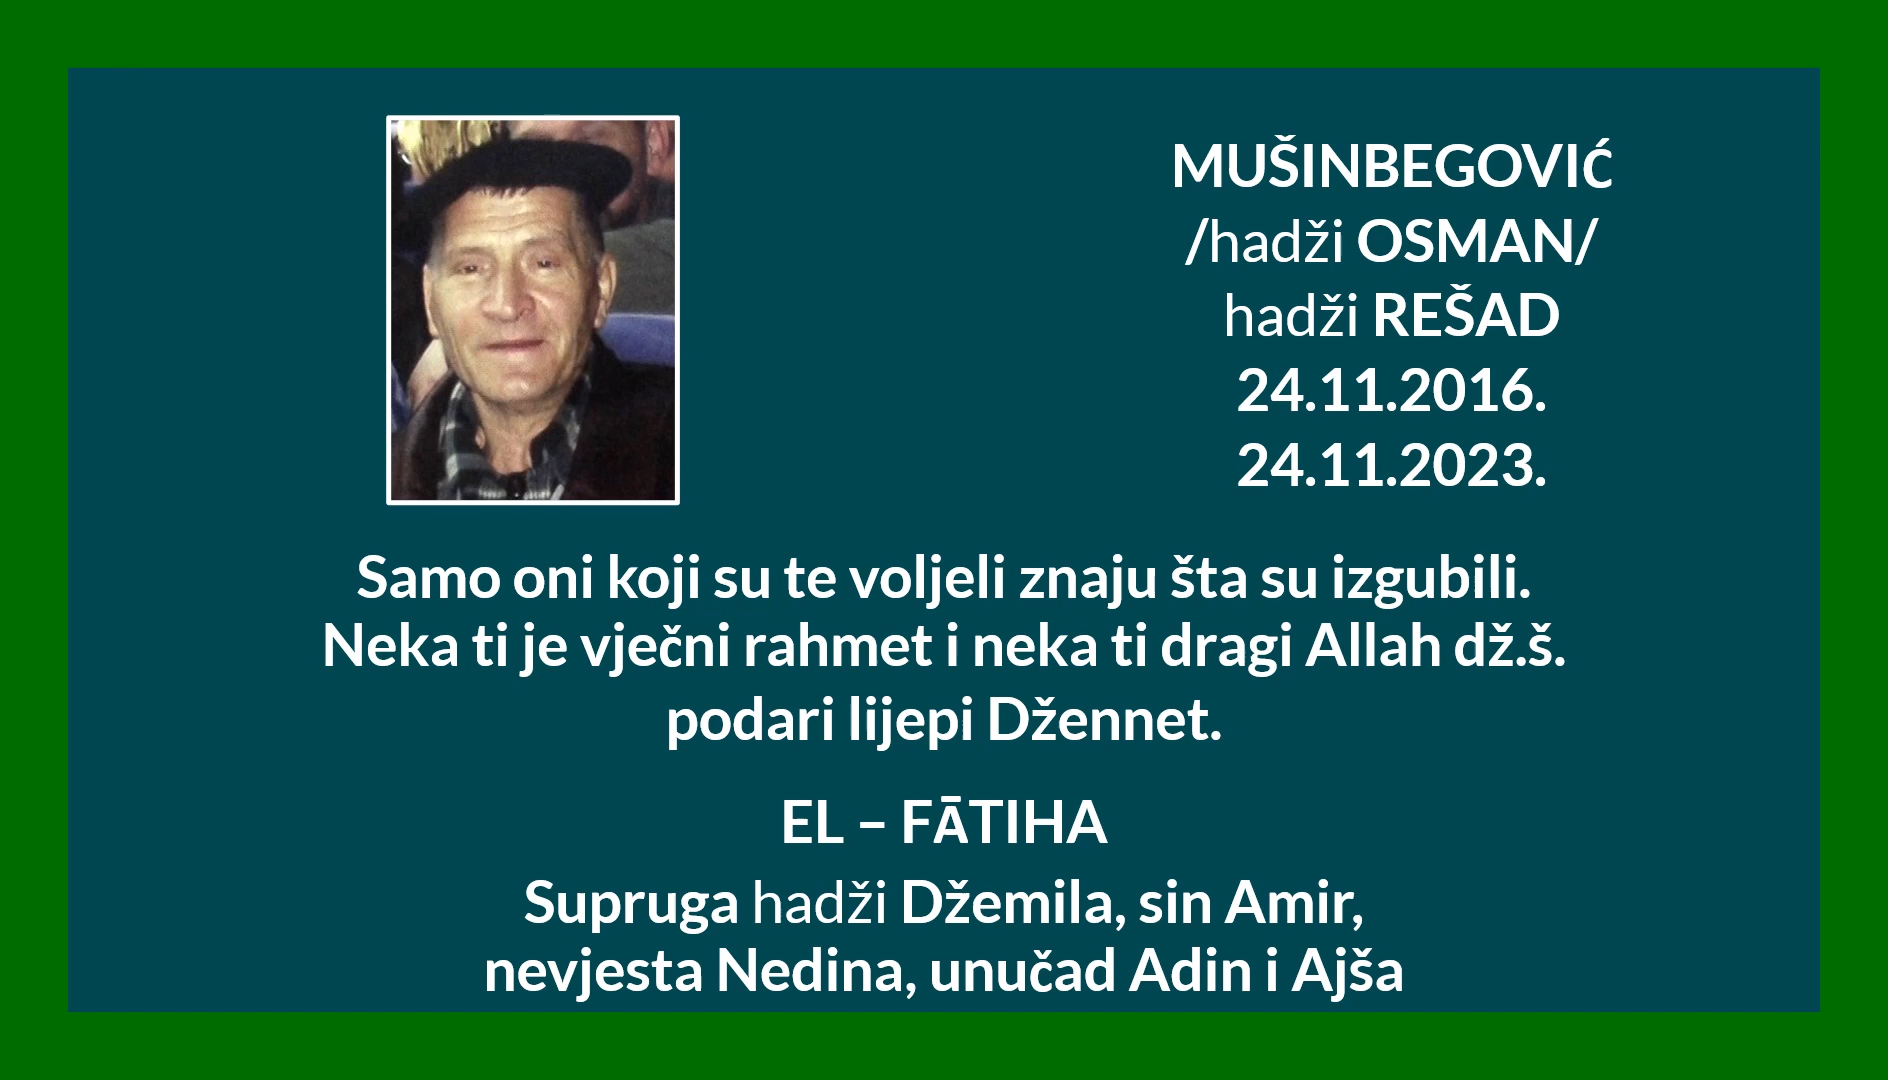 MUŠINBEGOVIĆ
/hadži OSMAN/
hadži REŠAD
24.11.2016.
24.11.2023.
Samo oni koji su te voljeli znaju šta su izgubili.
Neka ti je vječni rahmet i neka ti dragi Allah dž.š.
podari lijepi Džennet.
EL – FĀTIHA
Supruga hadži Džemila, sin Amir,
nevjesta Nedina, unučad Adin i Ajša